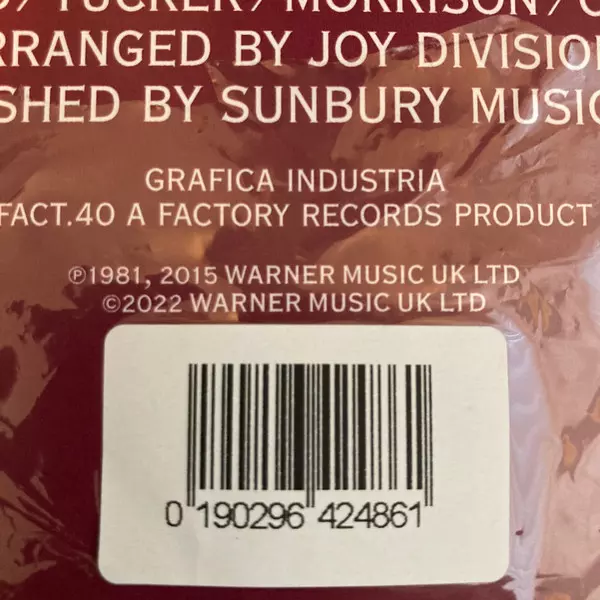 TUCKER/MORRISON/
RRANGED BY JOY DIVISION
SHED BY SUNBURY MUSIC
GRAFICA INDUSTRIA
FACT.40 A FACTORY RECORDS PRODUCT
℗1981, 2015 WARNER MUSIC UK LTD
©2022 WARNER MUSIC UK LTD
0 190296 424861